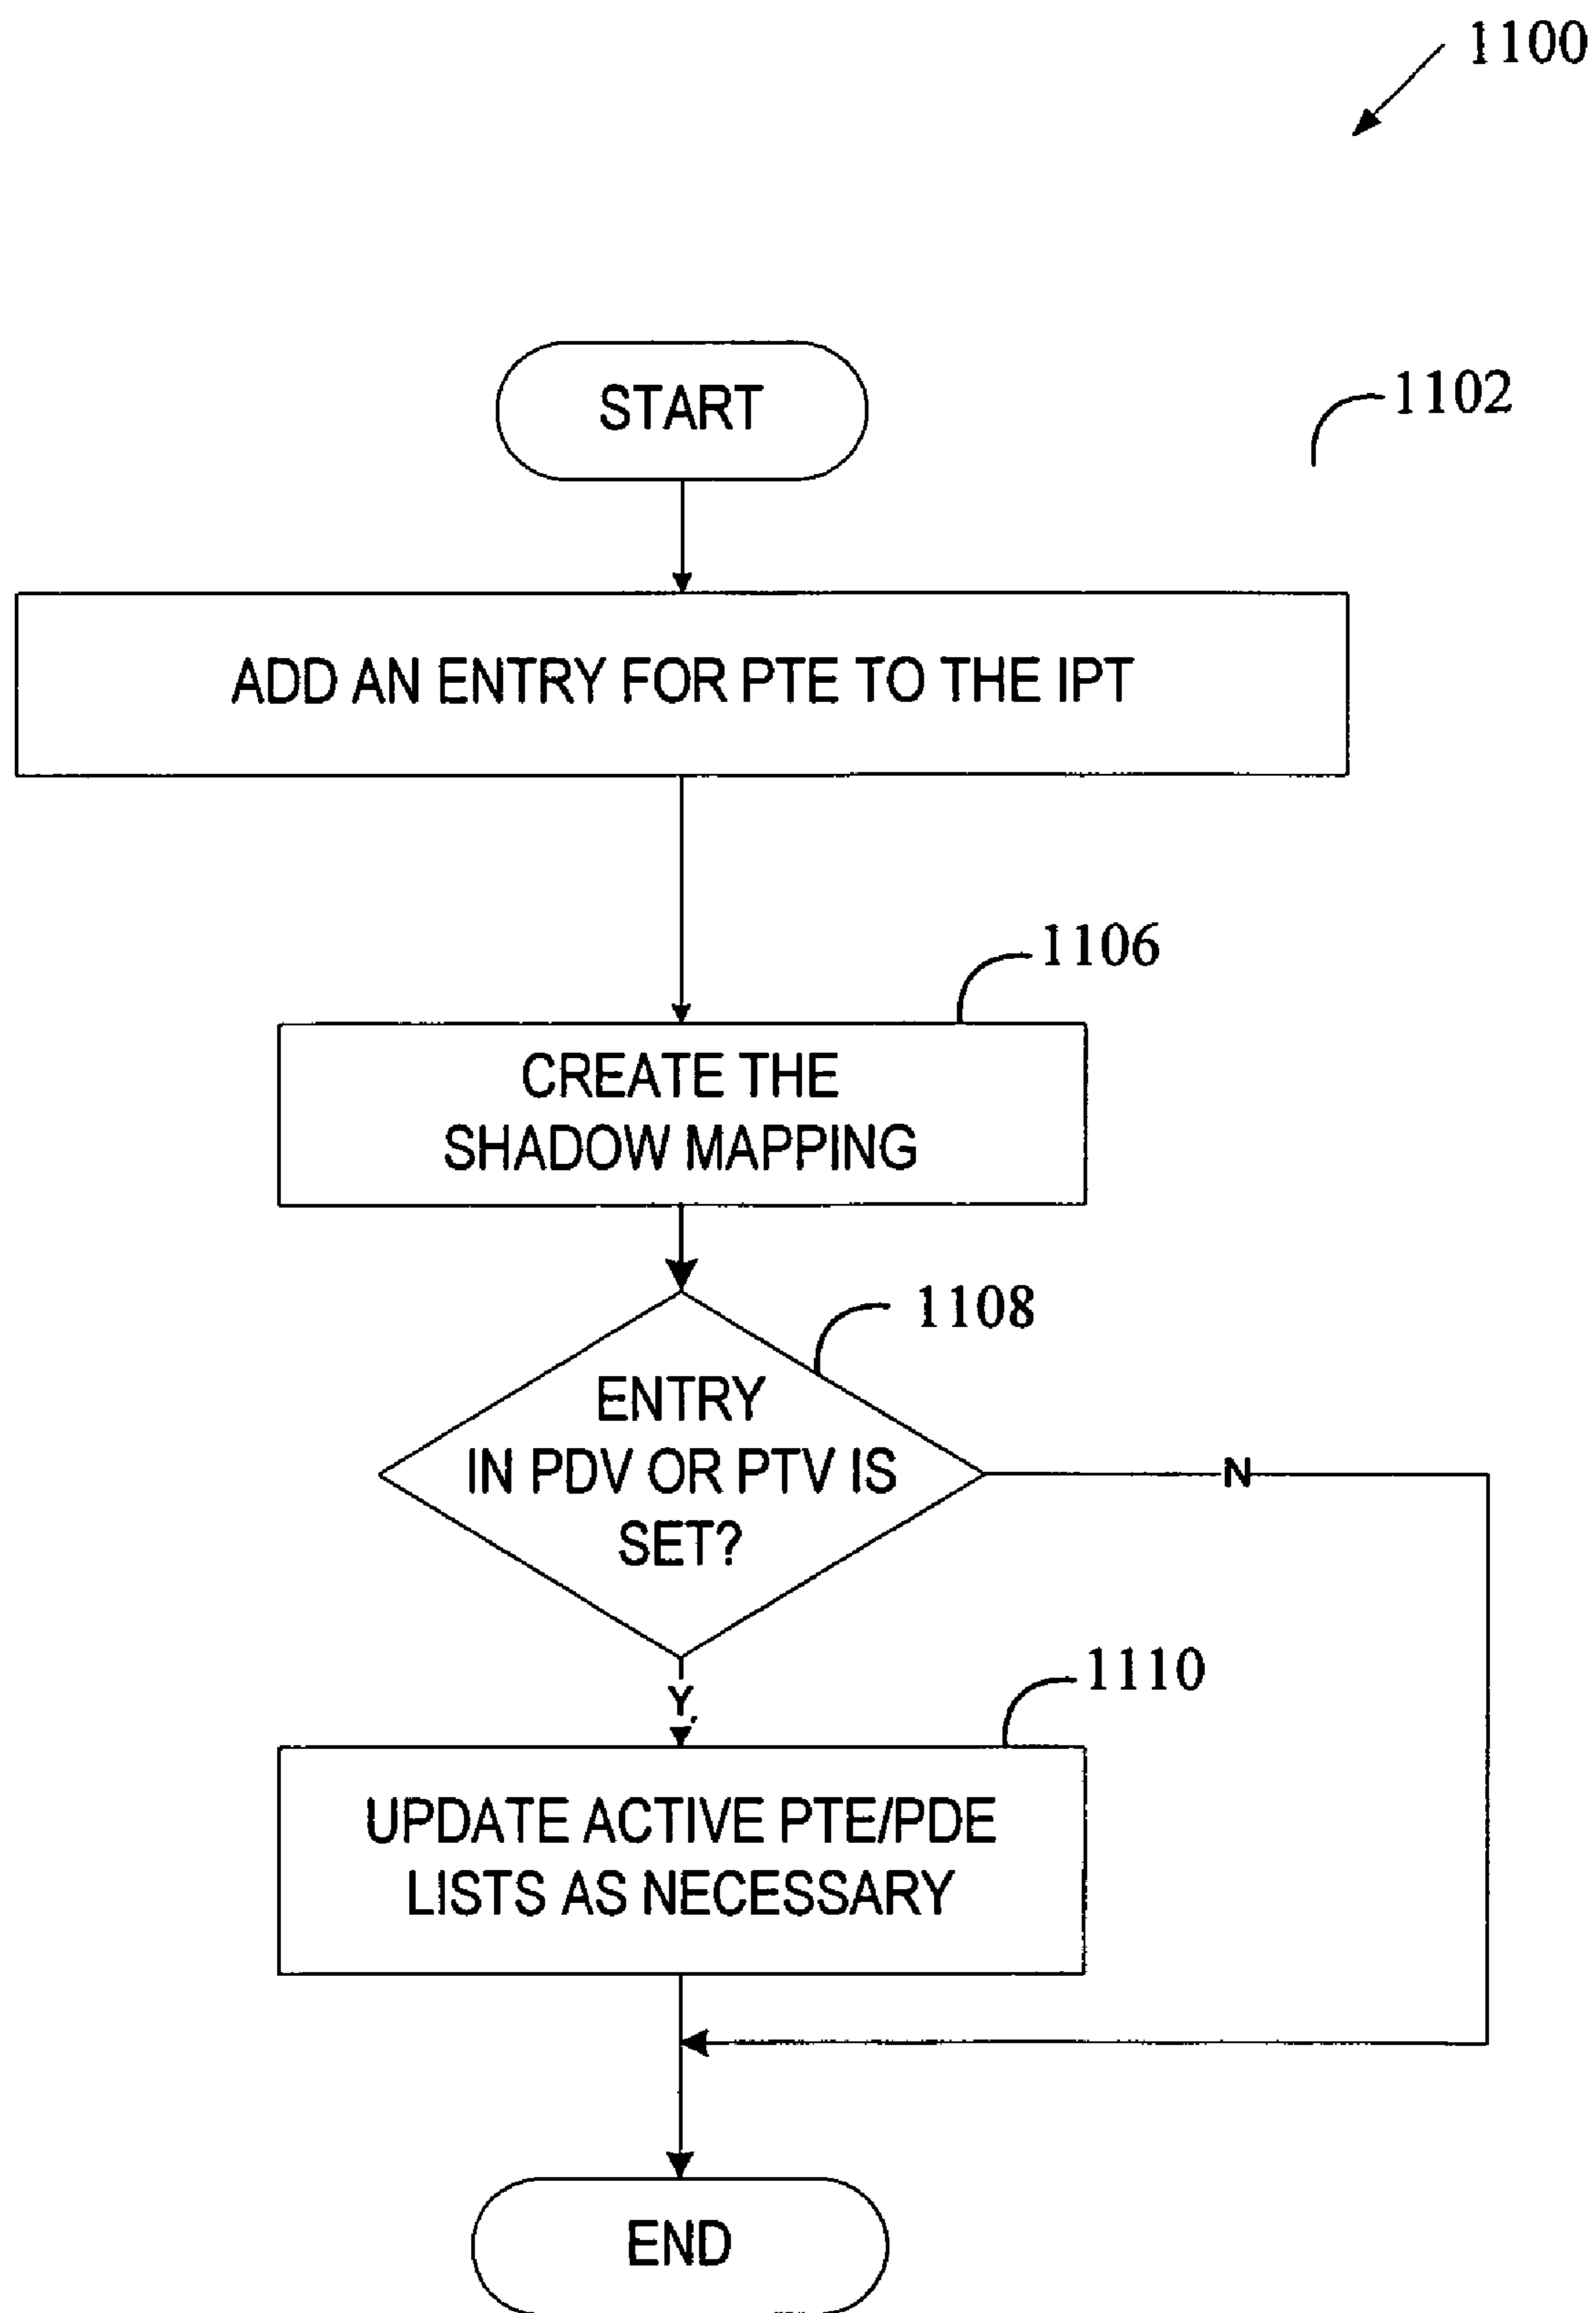 1100
START
1102
ADD AN ENTRY FOR PTE TO THE IPT
1106
CREATE THE
SHADOW MAPPING
1108
ENTRY
IN PDV OR PTV IS
SET?
N
Y
1110
UPDATE ACTIVE PTE/PDE
LISTS AS NECESSARY
END